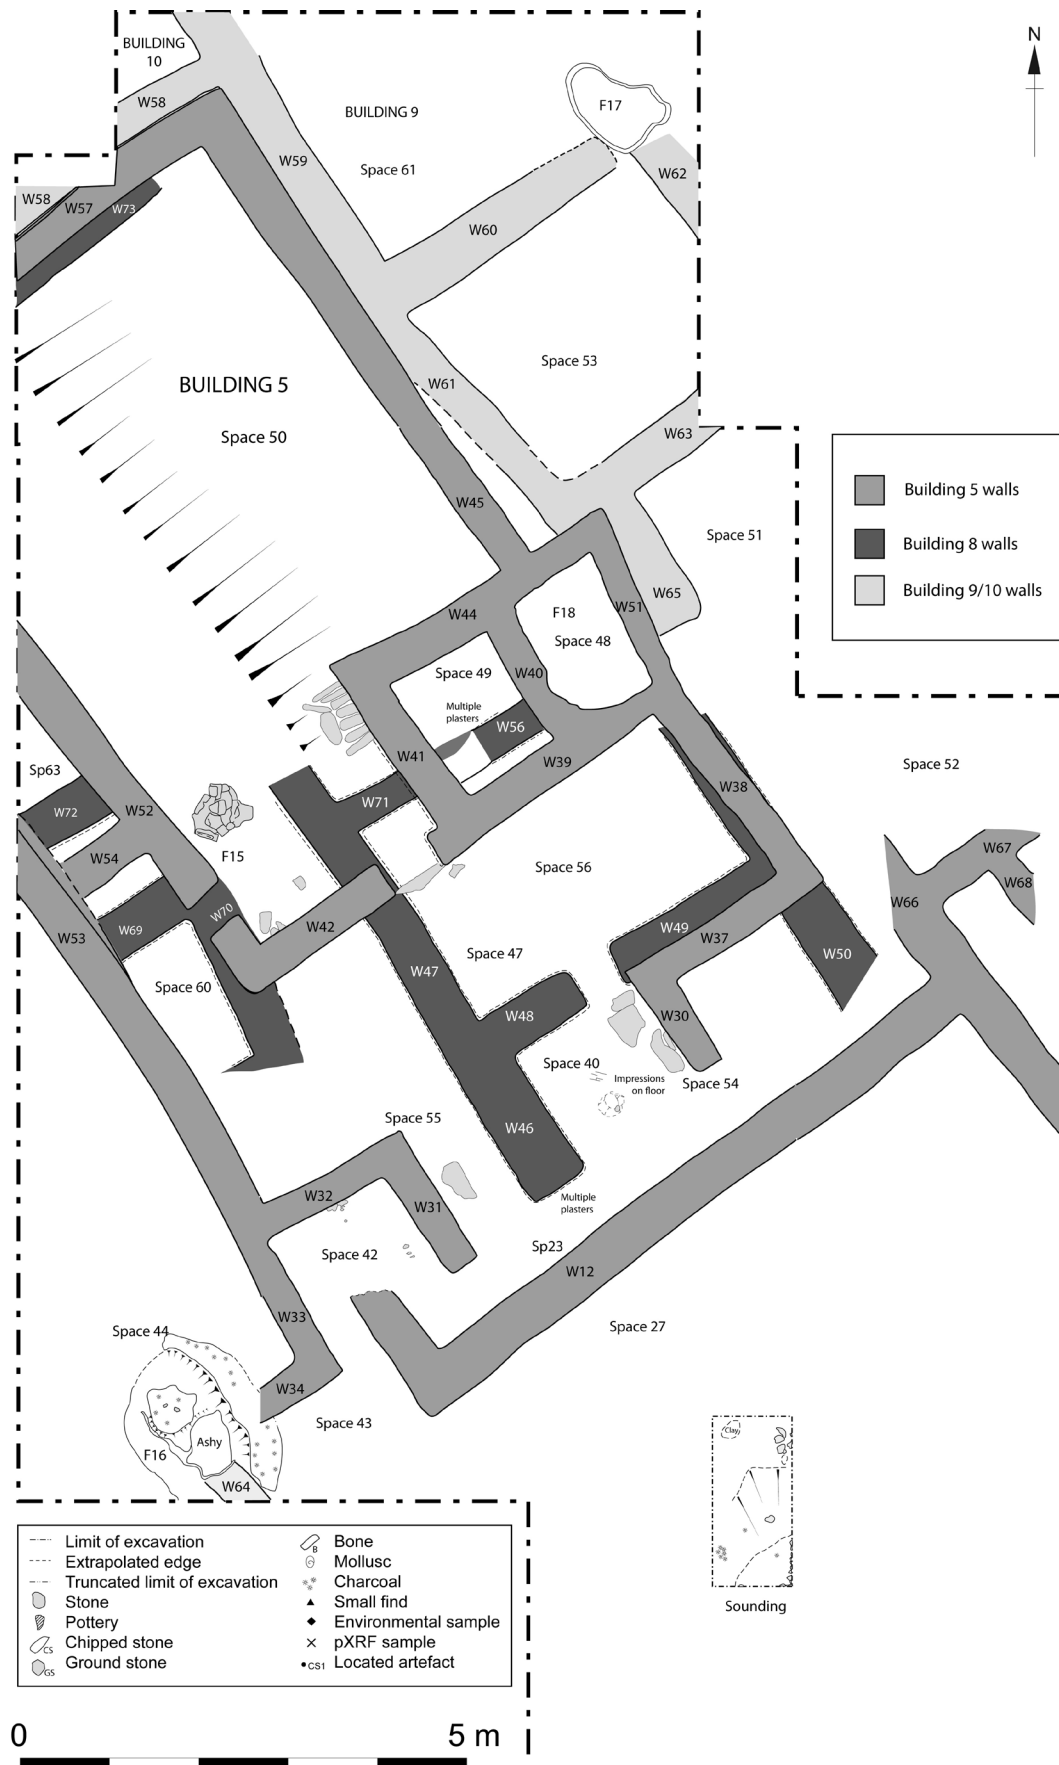 BUILDING
10
N
BUILDING 9
F17
W58
W59
Space 61
W62
W58
W57
W73
W60
Space 53
W61
BUILDING 5
Space 50
W63
W45
Space 51
Building 5 walls
Building 8 walls
Building 9/10 walls
W65
W44
F18
W51
Space 48
Space 49
W40
Multiple
plasters
W56
W41
W39
Sp63
Space 52
W38
W72
W52
W71
W54
F15
Space 56
W67
W68
W66
W70
W69
W42
W53
W49
W37
W50
Space 47
W47
Space 60
W48
W30
Space 40
Impressions
on floor
Space 54
Space 55
W46
W32
W31
Multiple
plasters
Space 42
Sp23
W12
W33
Space 27
Space 44
W34
Space 43
Ashy
F16
W64
Clay
Sounding
Limit of excavation
Extrapolated edge
Truncated limit of excavation
Stone
Pottery
CS Chipped stone
GS Ground stone
B Bone
Mollusc
Charcoal
Small find
Environmental sample
pXRF sample
CS1 Located artefact
0 5 m